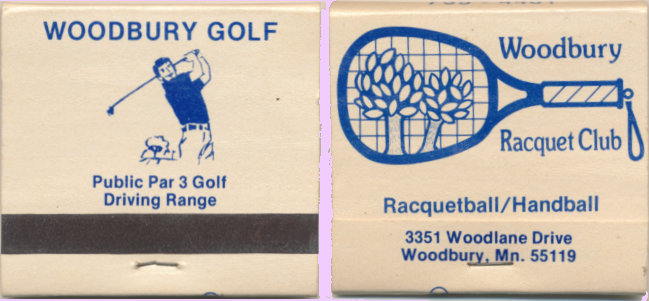 WOODBURY GOLF
Public Par 3 Golf
Driving Range
Woodbury
Racquet Club
Racquetball/Handball
3351 Woodlane Drive
Woodbury, Mn. 55119